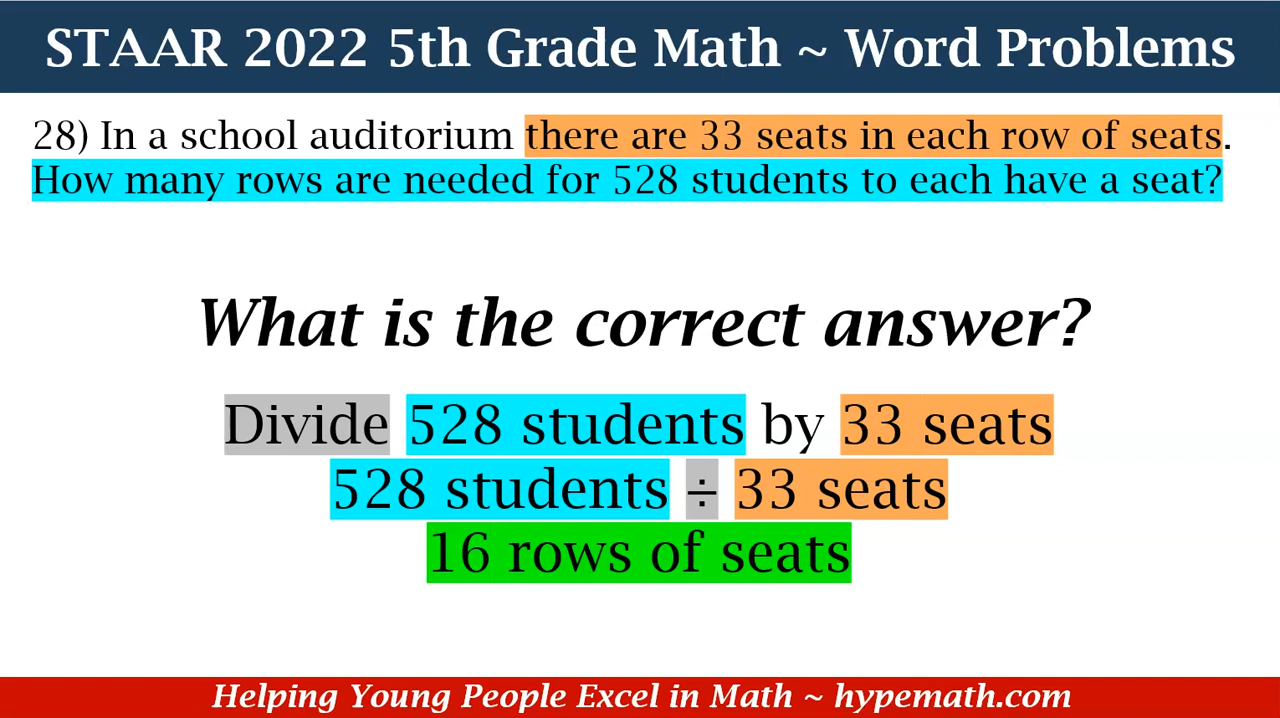 STAAR 2022 5th Grade Math ~ Word Problems
28) In a school auditorium there are 33 seats in each row of seats.
How many rows are needed for 528 students to each have a seat?
What is the correct answer?
Divide 528 students by 33 seats
528 students ÷ 33 seats
16 rows of seats
Helping Young People Excel in Math ~ hypemath.com